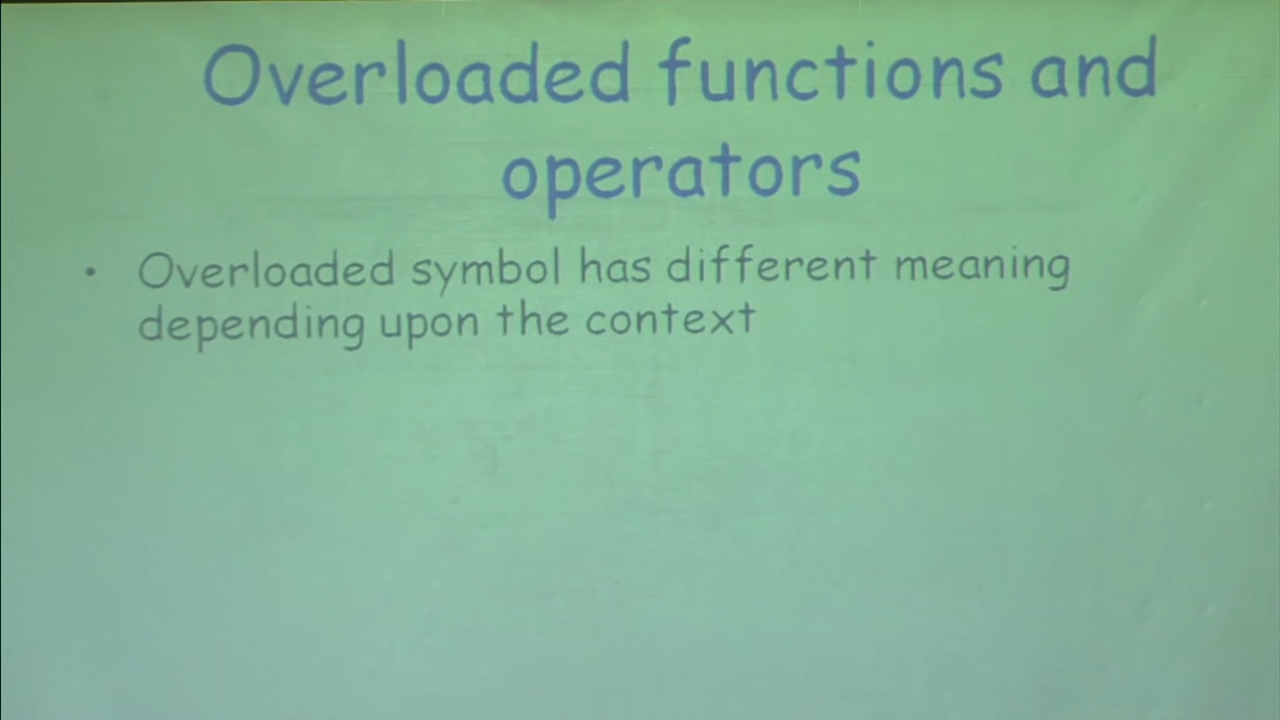 Overloaded functions and
operators
• Overloaded symbol has different meaning
depending upon the context